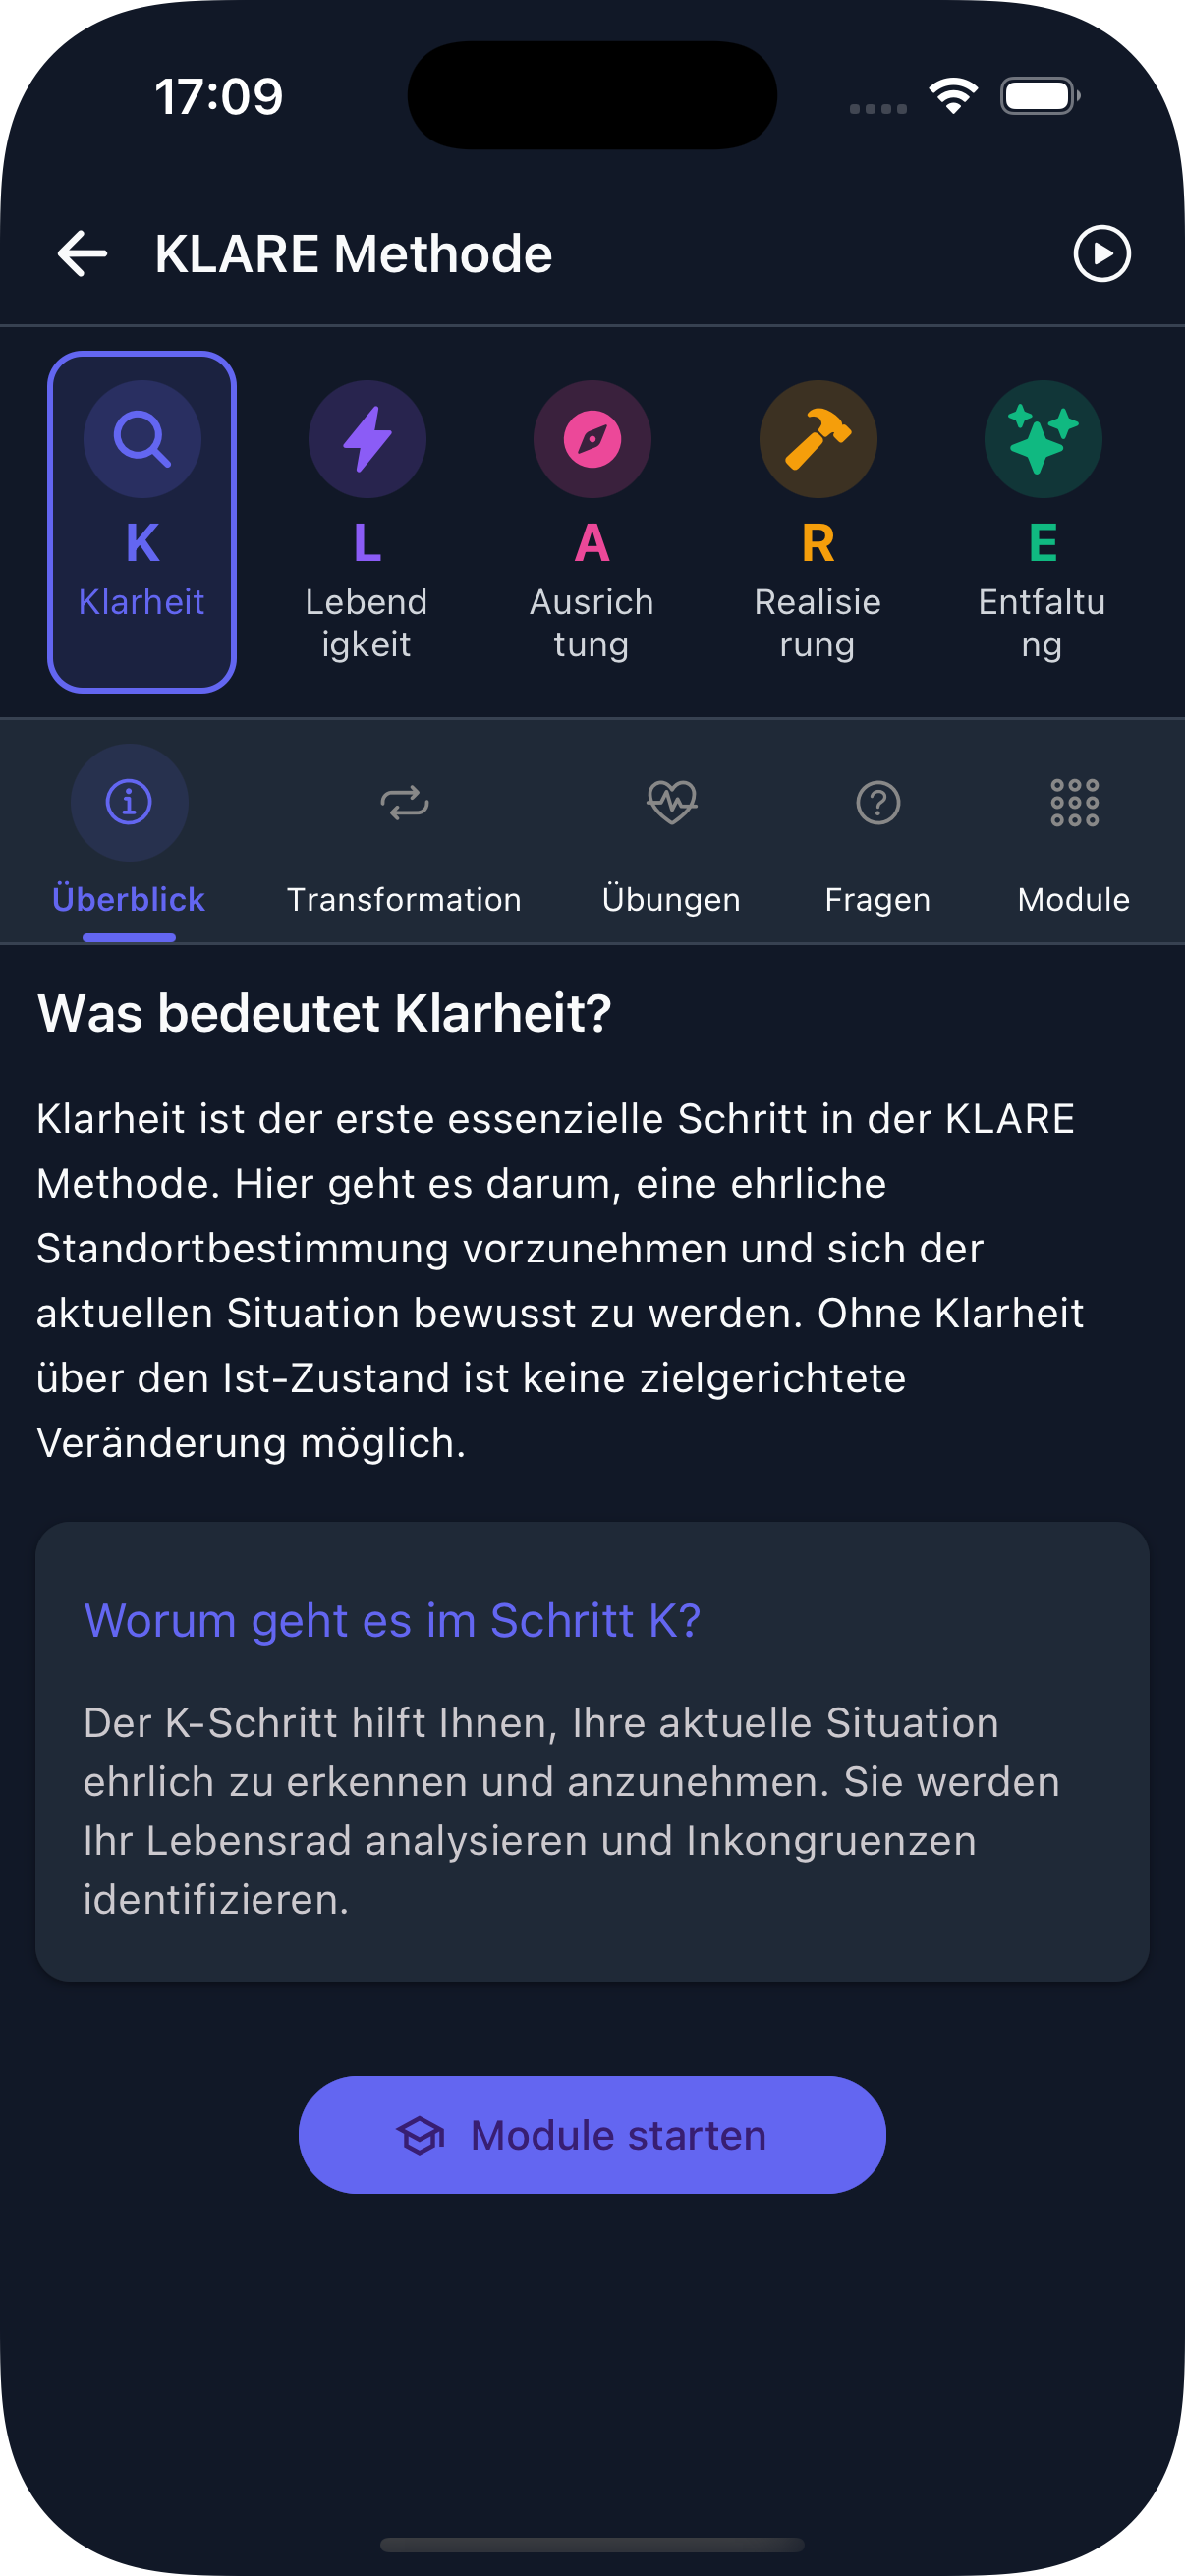 17:09
KLARE Methode
K
Klarheit
L
Lebend
igkeit
A
Ausrich
tung
R
Realisie
rung
E
Entfaltu
ng
Überblick
Transformation
Übungen
Fragen
Module
Was bedeutet Klarheit?
Klarheit ist der erste essenzielle Schritt in der KLARE
Methode. Hier geht es darum, eine ehrliche
Standortbestimmung vorzunehmen und sich der
aktuellen Situation bewusst zu werden. Ohne Klarheit
über den Ist-Zustand ist keine zielgerichtete
Veränderung möglich.
Worum geht es im Schritt K?
Der K-Schritt hilft Ihnen, Ihre aktuelle Situation
ehrlich zu erkennen und anzunehmen. Sie werden
Ihr Lebensrad analysieren und Inkongruenzen
identifizieren.
Module starten